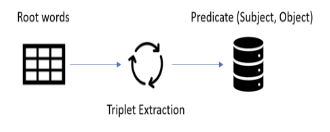 Root words
Predicate (Subject, Object)
Triplet Extraction